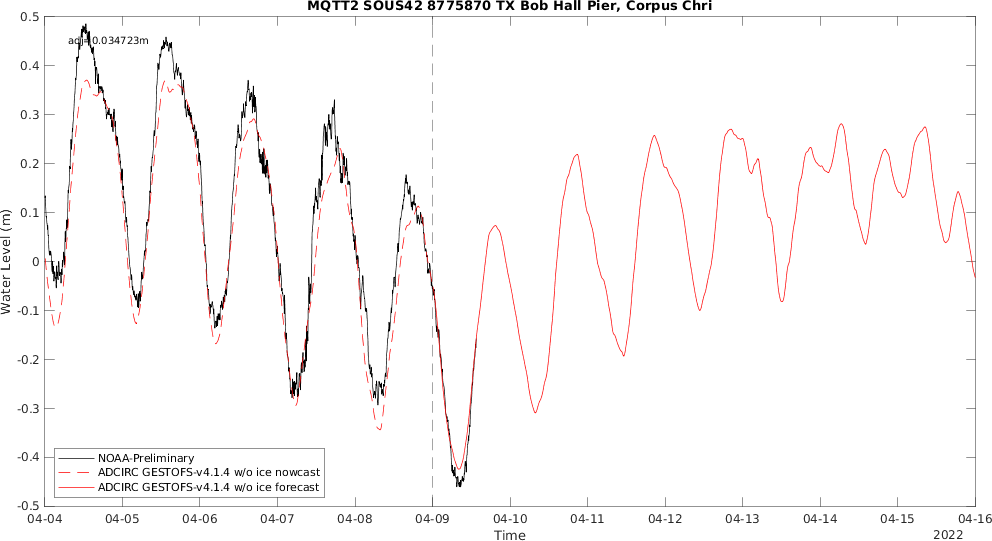 MQTT2 SOUS42 8775870 TX Bob Hall Pier, Corpus Chri
adj=0.034723m
0.5
0.4
0.3
0.2
0.1
0
-0.1
-0.2
-0.3
-0.4
-0.5
Water Level (m)
NOAA-Preliminary
ADCIRC GESTOFS-v4.1.4 w/o ice nowcast
ADCIRC GESTOFS-v4.1.4 w/o ice forecast
04-04 04-05 04-06 04-07 04-08 04-09 04-10 04-11 04-12 04-13 04-14 04-15 04-16
Time
2022